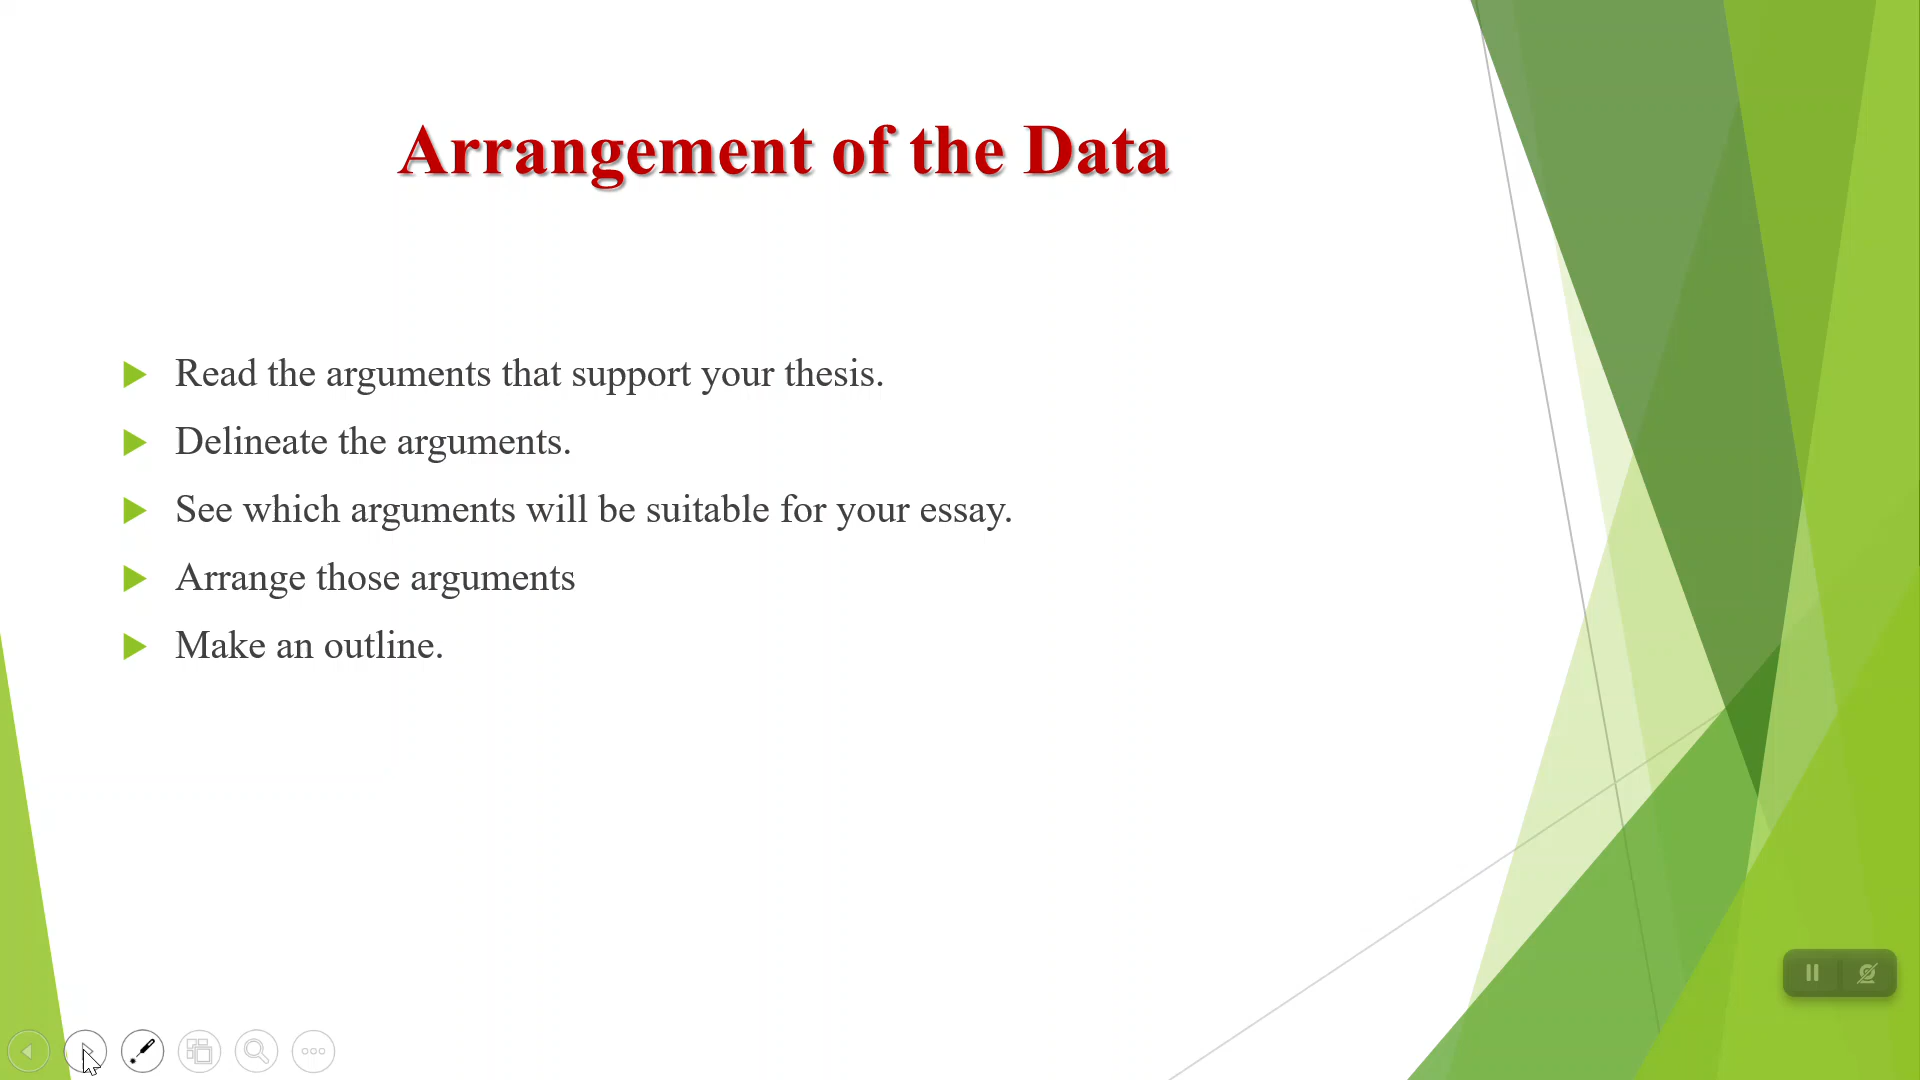 Arrangement of the Data
Read the arguments that support your thesis.
Delineate the arguments.
See which arguments will be suitable for your essay.
Arrange those arguments
Make an outline.